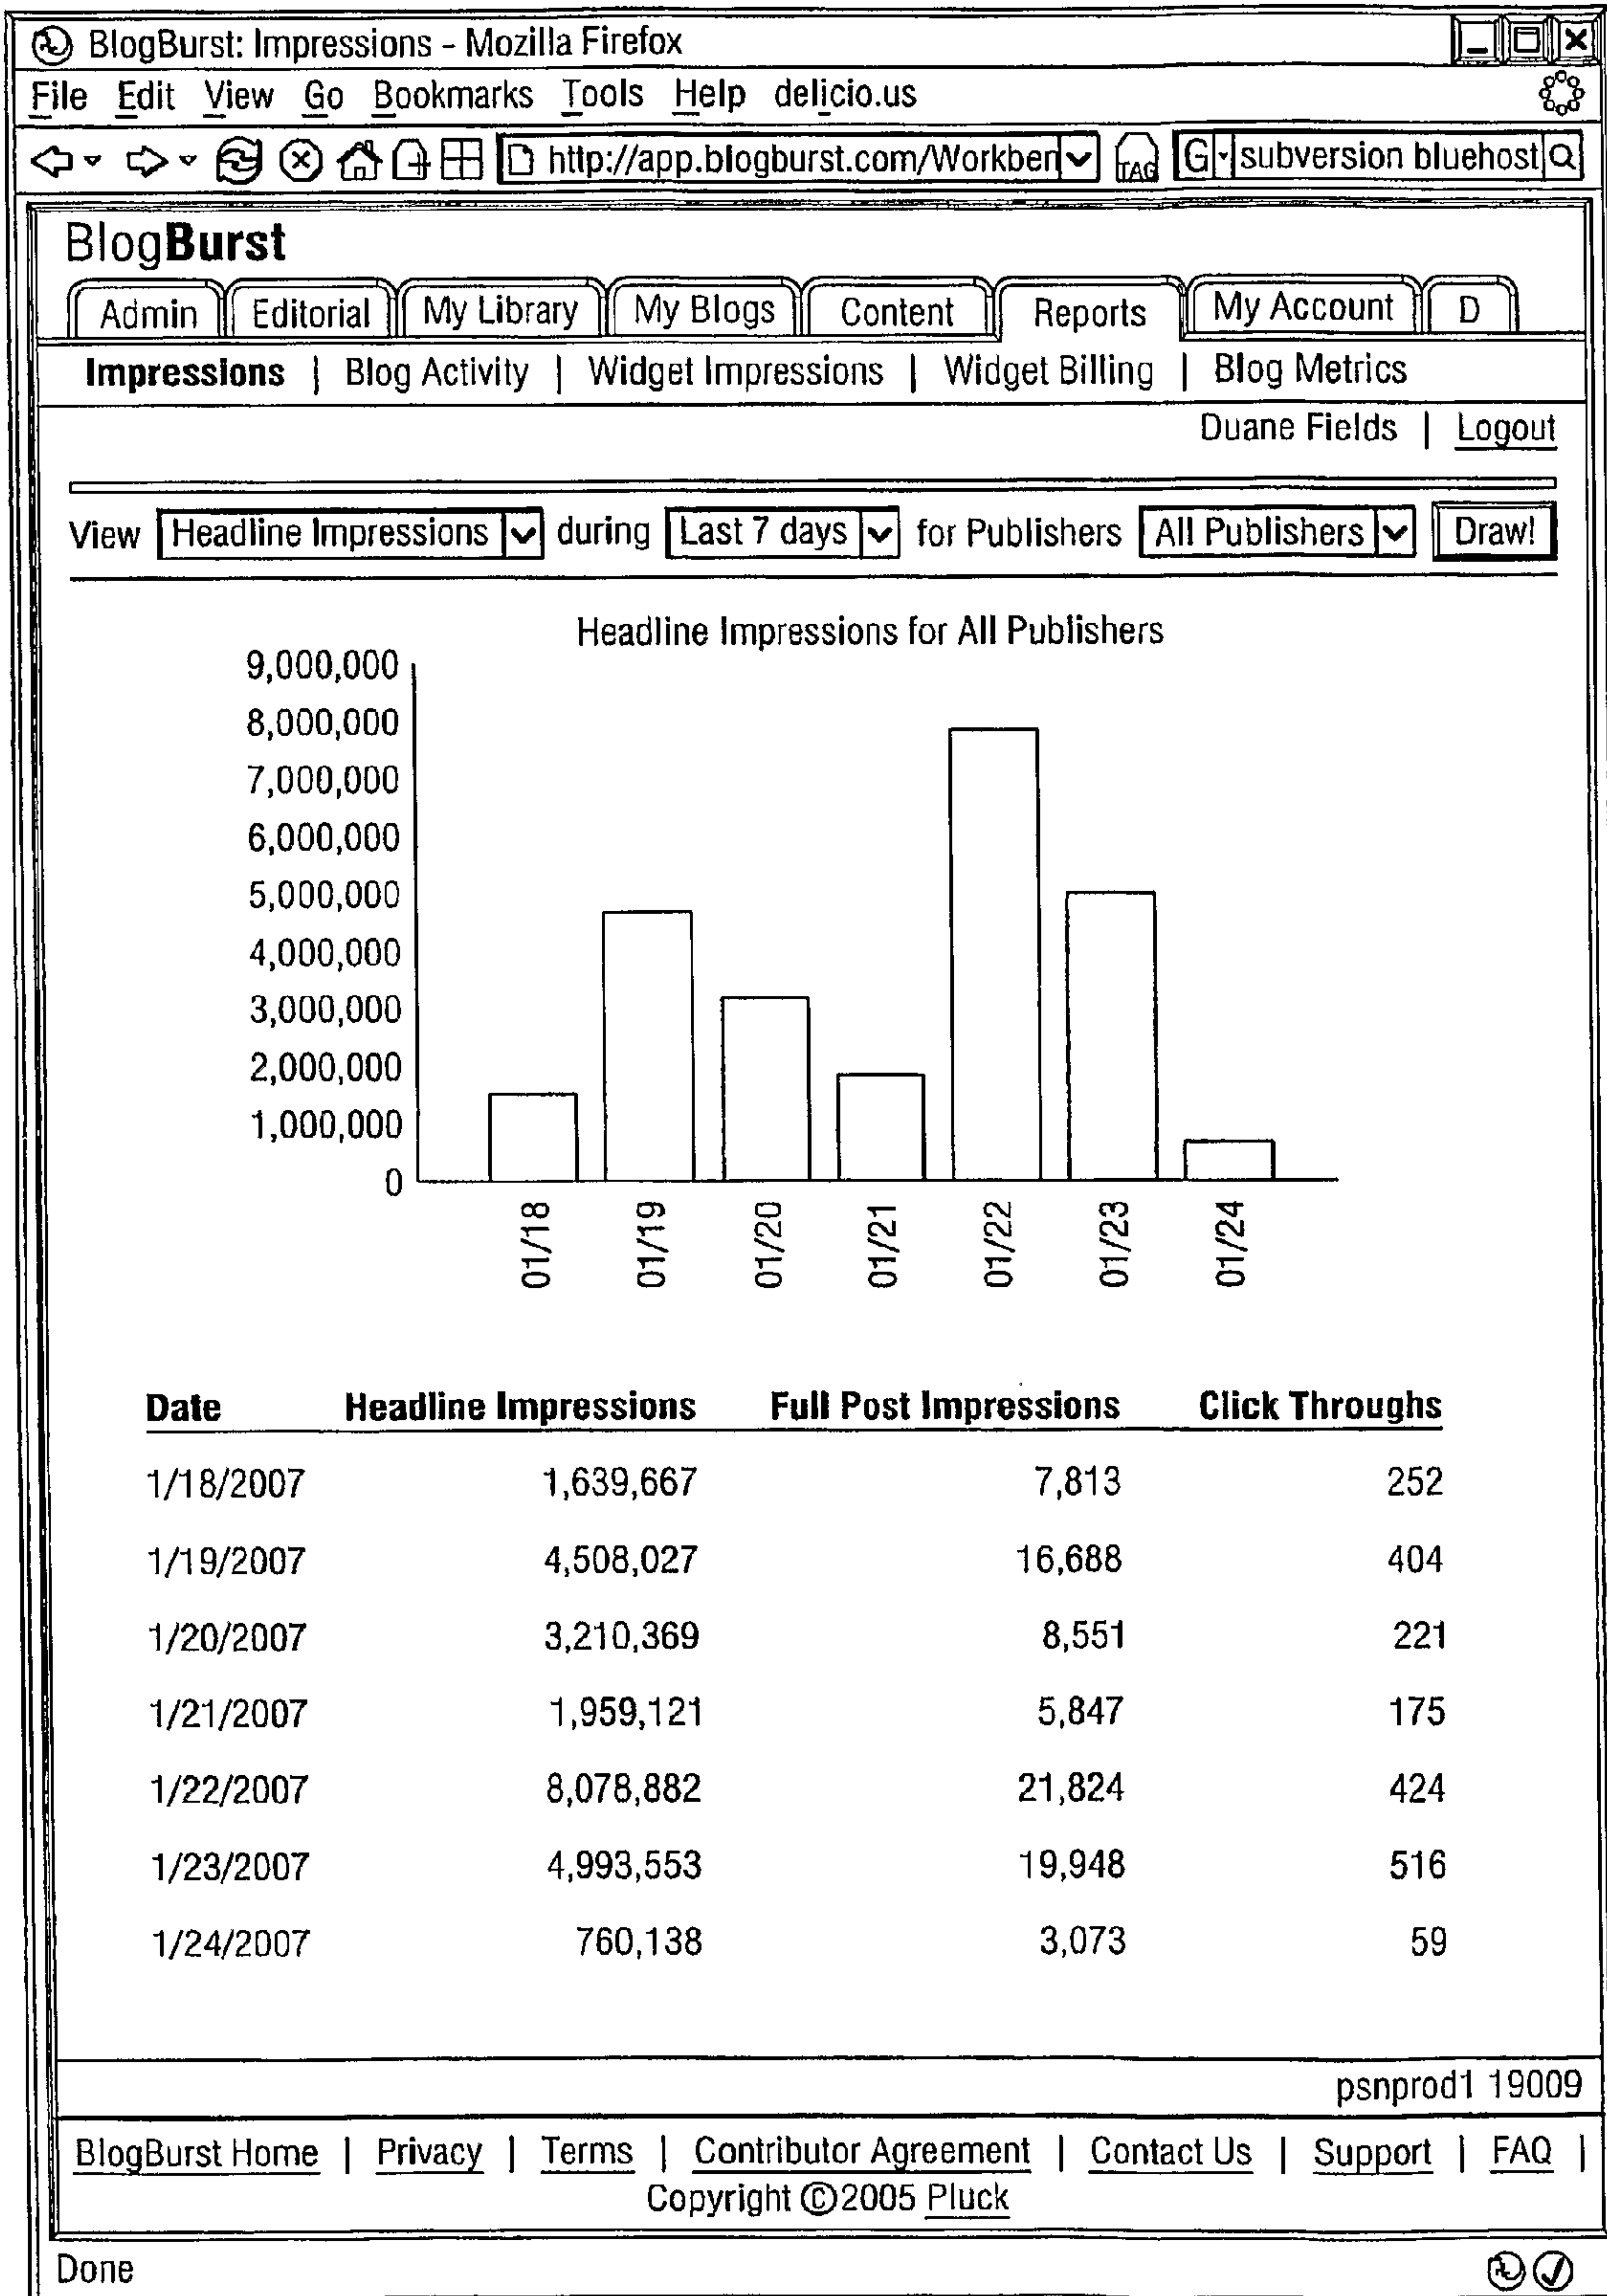 BlogBurst: Impressions - Mozilla Firefox
File Edit View Go Bookmarks Tools Help delicio.us
http://app.blogburst.com/Workben TAG G subversion bluehost
BlogBurst
Admin Editorial My Library My Blogs Content Reports My Account D
Impressions | Blog Activity | Widget Impressions | Widget Billing | Blog Metrics
Duane Fields | Logout
View Headline Impressions during Last 7 days for Publishers All Publishers Draw!
Headline Impressions for All Publishers
9,000,000
8,000,000
7,000,000
6,000,000
5,000,000
4,000,000
3,000,000
2,000,000
1,000,000
0
01/18 01/19 01/20 01/21 01/22 01/23 01/24
Date Headline Impressions Full Post Impressions Click Throughs
1/18/2007 1,639,667 7,813 252
1/19/2007 4,508,027 16,688 404
1/20/2007 3,210,369 8,551 221
1/21/2007 1,959,121 5,847 175
1/22/2007 8,078,882 21,824 424
1/23/2007 4,993,553 19,948 516
1/24/2007 760,138 3,073 59
psnprod1 19009
BlogBurst Home | Privacy | Terms | Contributor Agreement | Contact Us | Support | FAQ |
Copyright ©2005 Pluck
Done